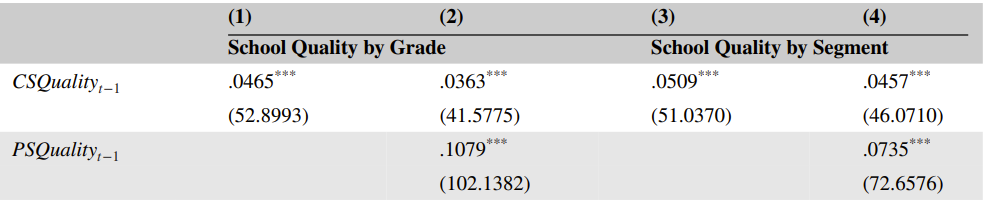 (1) (2) (3) (4)
School Quality by Grade School Quality by Segment
CSQuality_{t−1} .0465*** .0363*** .0509*** .0457***
(52.8993) (41.5775) (51.0370) (46.0710)
PSQuality_{t−1} .1079*** .0735***
(102.1382) (72.6576)